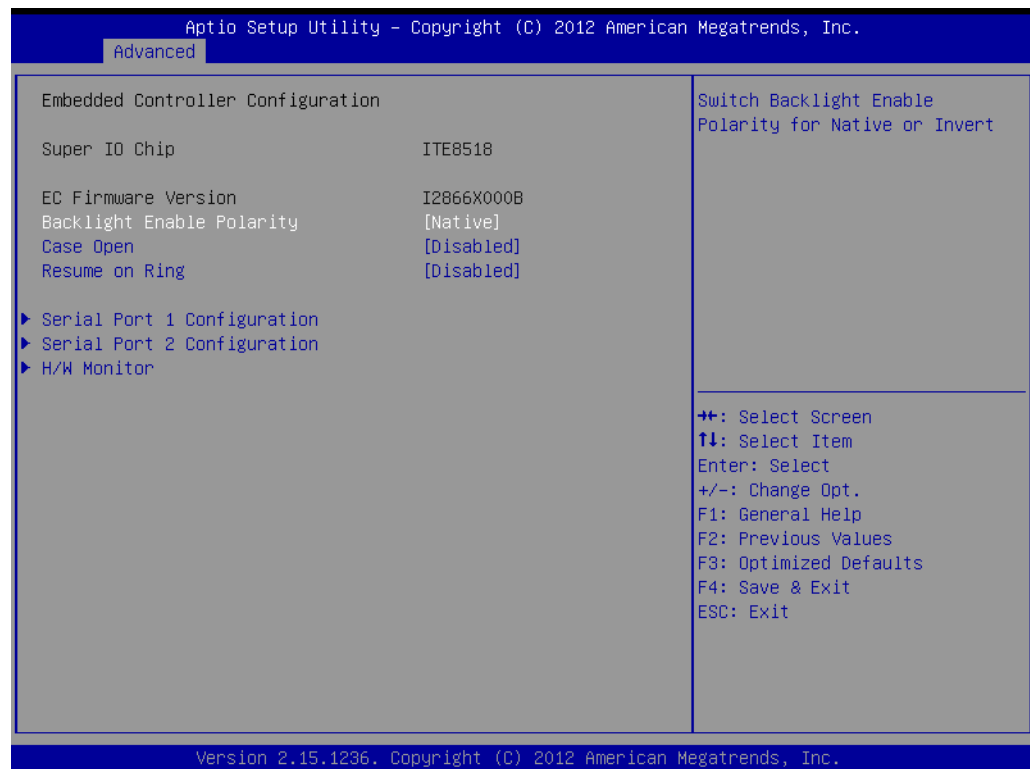 Aptio Setup Utility – Copyright (C) 2012 American Megatrends, Inc.
Advanced
Embedded Controller Configuration
Super IO Chip ITE8518
EC Firmware Version I2866X000B
Backlight Enable Polarity [Native]
Case Open [Disabled]
Resume on Ring [Disabled]
▶ Serial Port 1 Configuration
▶ Serial Port 2 Configuration
▶ H/W Monitor
Switch Backlight Enable
Polarity for Native or Invert
→←: Select Screen
↑↓: Select Item
Enter: Select
+/-: Change Opt.
F1: General Help
F2: Previous Values
F3: Optimized Defaults
F4: Save & Exit
ESC: Exit
Version 2.15.1236. Copyright (C) 2012 American Megatrends, Inc.